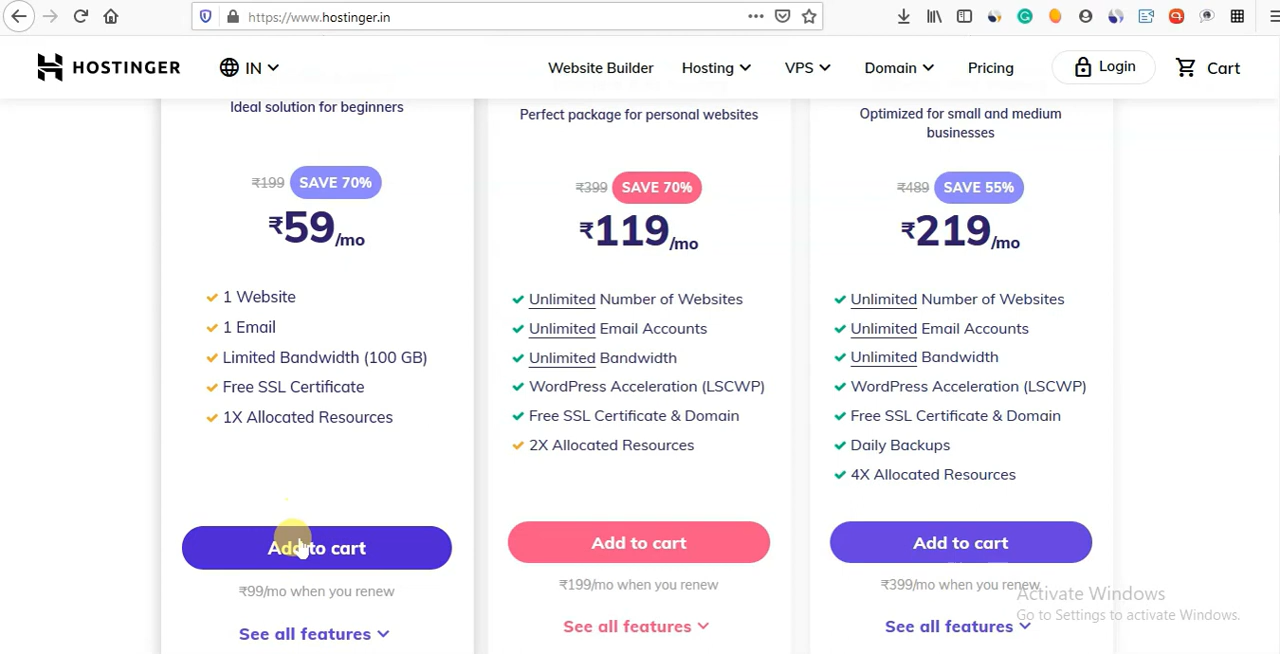 https://www.hostinger.in
HOSTINGER
IN
Website Builder
Hosting
VPS
Domain
Pricing
Login
Cart
Ideal solution for beginners
₹199 SAVE 70%
₹59/mo
1 Website
1 Email
Limited Bandwidth (100 GB)
Free SSL Certificate
1X Allocated Resources
Add to cart
₹99/mo when you renew
See all features
Perfect package for personal websites
₹399 SAVE 70%
₹119/mo
Unlimited Number of Websites
Unlimited Email Accounts
Unlimited Bandwidth
WordPress Acceleration (LSCWP)
Free SSL Certificate & Domain
2X Allocated Resources
Add to cart
₹199/mo when you renew
See all features
Optimized for small and medium
businesses
₹489 SAVE 55%
₹219/mo
Unlimited Number of Websites
Unlimited Email Accounts
Unlimited Bandwidth
WordPress Acceleration (LSCWP)
Free SSL Certificate & Domain
Daily Backups
4X Allocated Resources
Add to cart
₹399/mo when you renew
See all features
Activate Windows
Go to Settings to activate Windows.